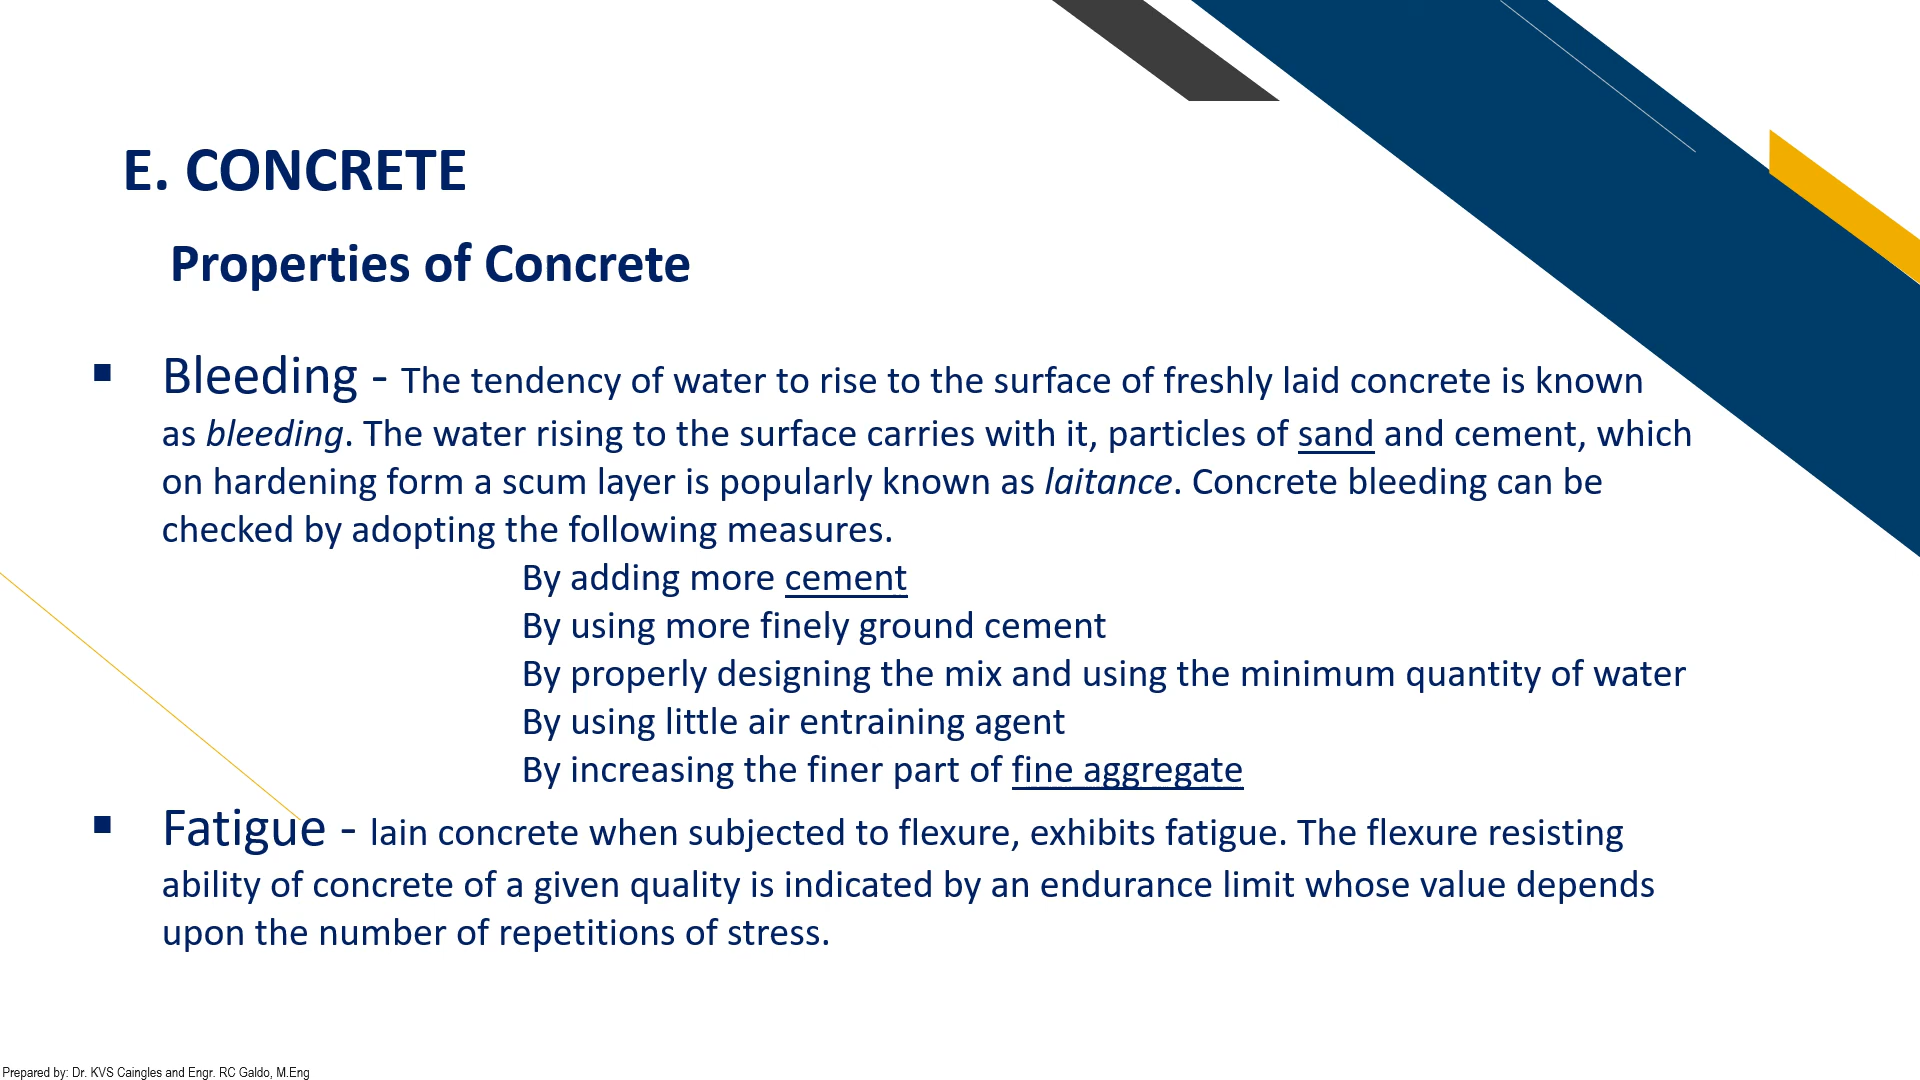 E. CONCRETE
Properties of Concrete
▪ Bleeding - The tendency of water to rise to the surface of freshly laid concrete is known
as bleeding. The water rising to the surface carries with it, particles of sand and cement, which
on hardening form a scum layer is popularly known as laitance. Concrete bleeding can be
checked by adopting the following measures.
By adding more cement
By using more finely ground cement
By properly designing the mix and using the minimum quantity of water
By using little air entraining agent
By increasing the finer part of fine aggregate
▪ Fatigue - lain concrete when subjected to flexure, exhibits fatigue. The flexure resisting
ability of concrete of a given quality is indicated by an endurance limit whose value depends
upon the number of repetitions of stress.
Prepared by: Dr. KVS Caingles and Engr. RC Galdo, M.Eng